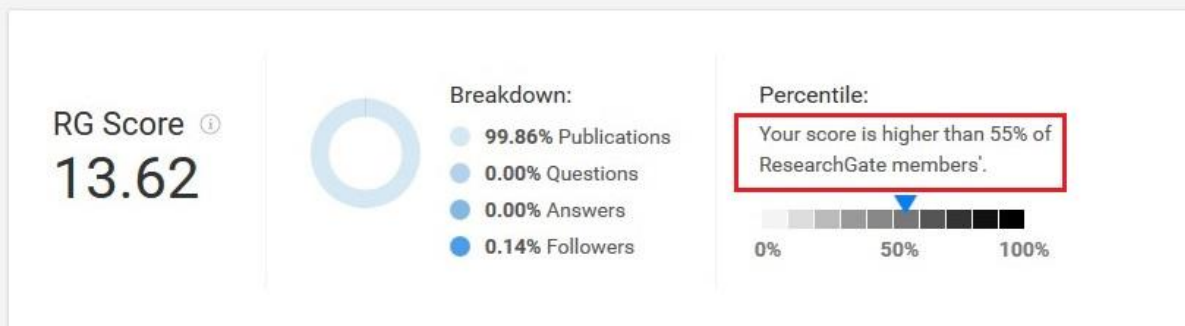 RG Score
13.62
Breakdown:
99.86% Publications
0.00% Questions
0.00% Answers
0.14% Followers
Percentile:
Your score is higher than 55% of
ResearchGate members'.
0% 50% 100%